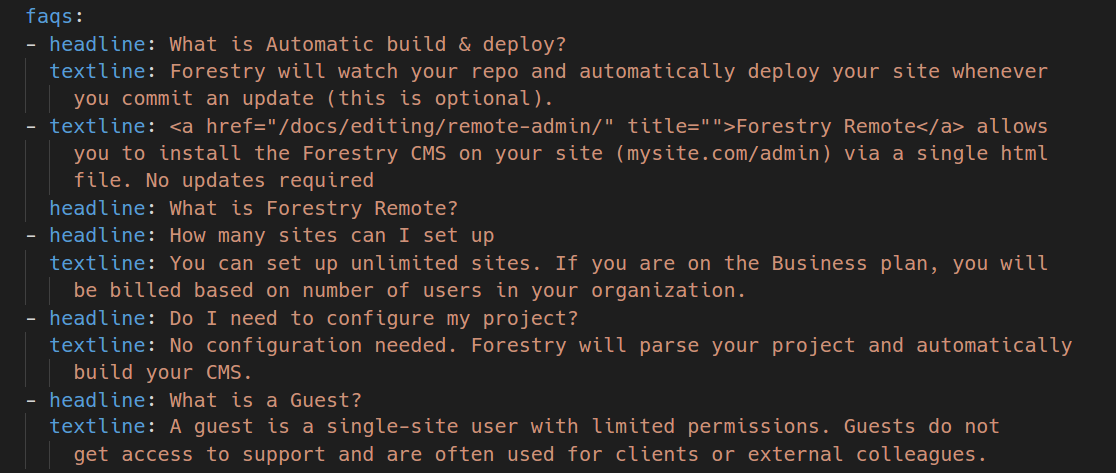 faqs:
- headline: What is Automatic build & deploy?
  textline: Forestry will watch your repo and automatically deploy your site whenever
    you commit an update (this is optional).
- textline: <a href="/docs/editing/remote-admin/" title="">Forestry Remote</a> allows
    you to install the Forestry CMS on your site (mysite.com/admin) via a single html
    file. No updates required
  headline: What is Forestry Remote?
- headline: How many sites can I set up
  textline: You can set up unlimited sites. If you are on the Business plan, you will
    be billed based on number of users in your organization.
- headline: Do I need to configure my project?
  textline: No configuration needed. Forestry will parse your project and automatically
    build your CMS.
- headline: What is a Guest?
  textline: A guest is a single-site user with limited permissions. Guests do not
    get access to support and are often used for clients or external colleagues.